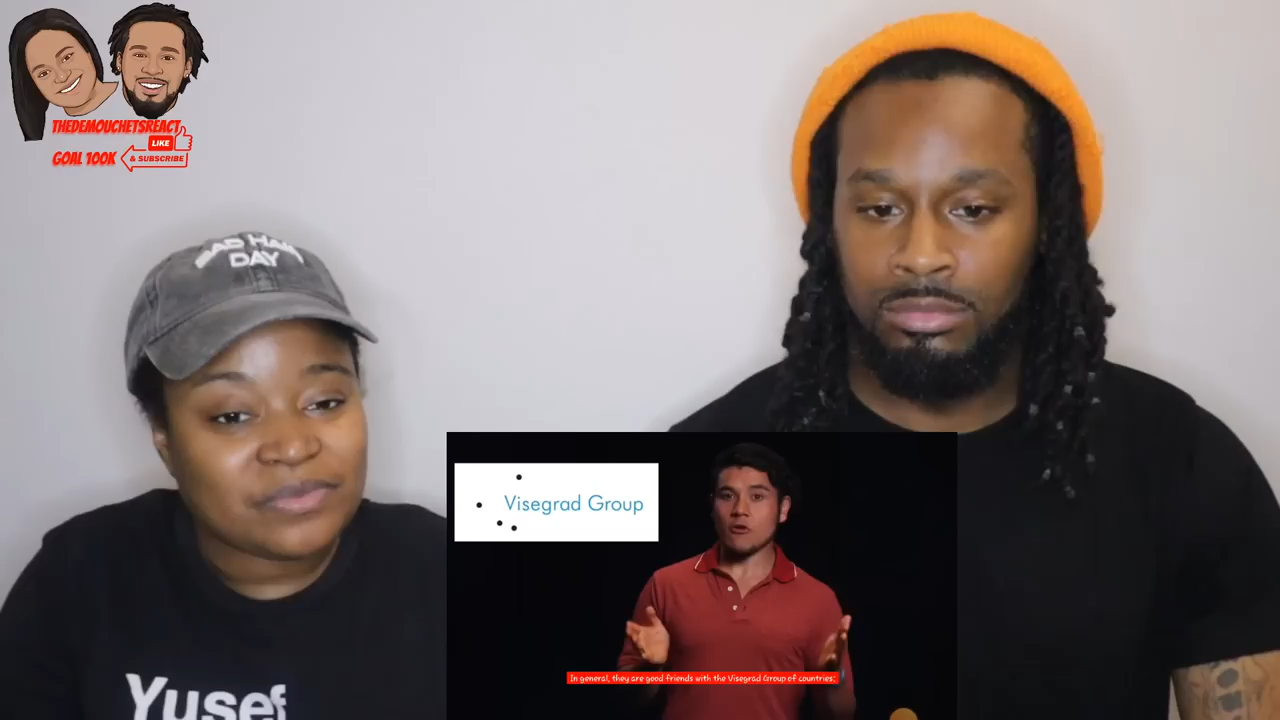 THEDEMOUCHETSREACT
LIKE
GOAL 100K
& SUBSCRIBE
BAD HAIR
DAY
Visegrad Group
In general, they are good friends with the Visegrad Group of countries:
Yusef